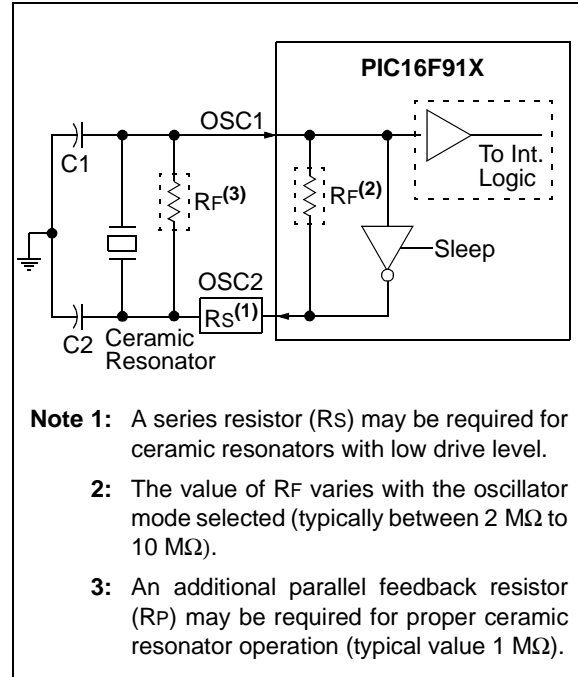 PIC16F91X
OSC1
C1
To Int.
Logic
RF(3)
RF(2)
Sleep
OSC2
RS(1)
C2
Ceramic
Resonator
Note 1: A series resistor (RS) may be required for
ceramic resonators with low drive level.
2: The value of RF varies with the oscillator
mode selected (typically between 2 MΩ to
10 MΩ).
3: An additional parallel feedback resistor
(RP) may be required for proper ceramic
resonator operation (typical value 1 MΩ).